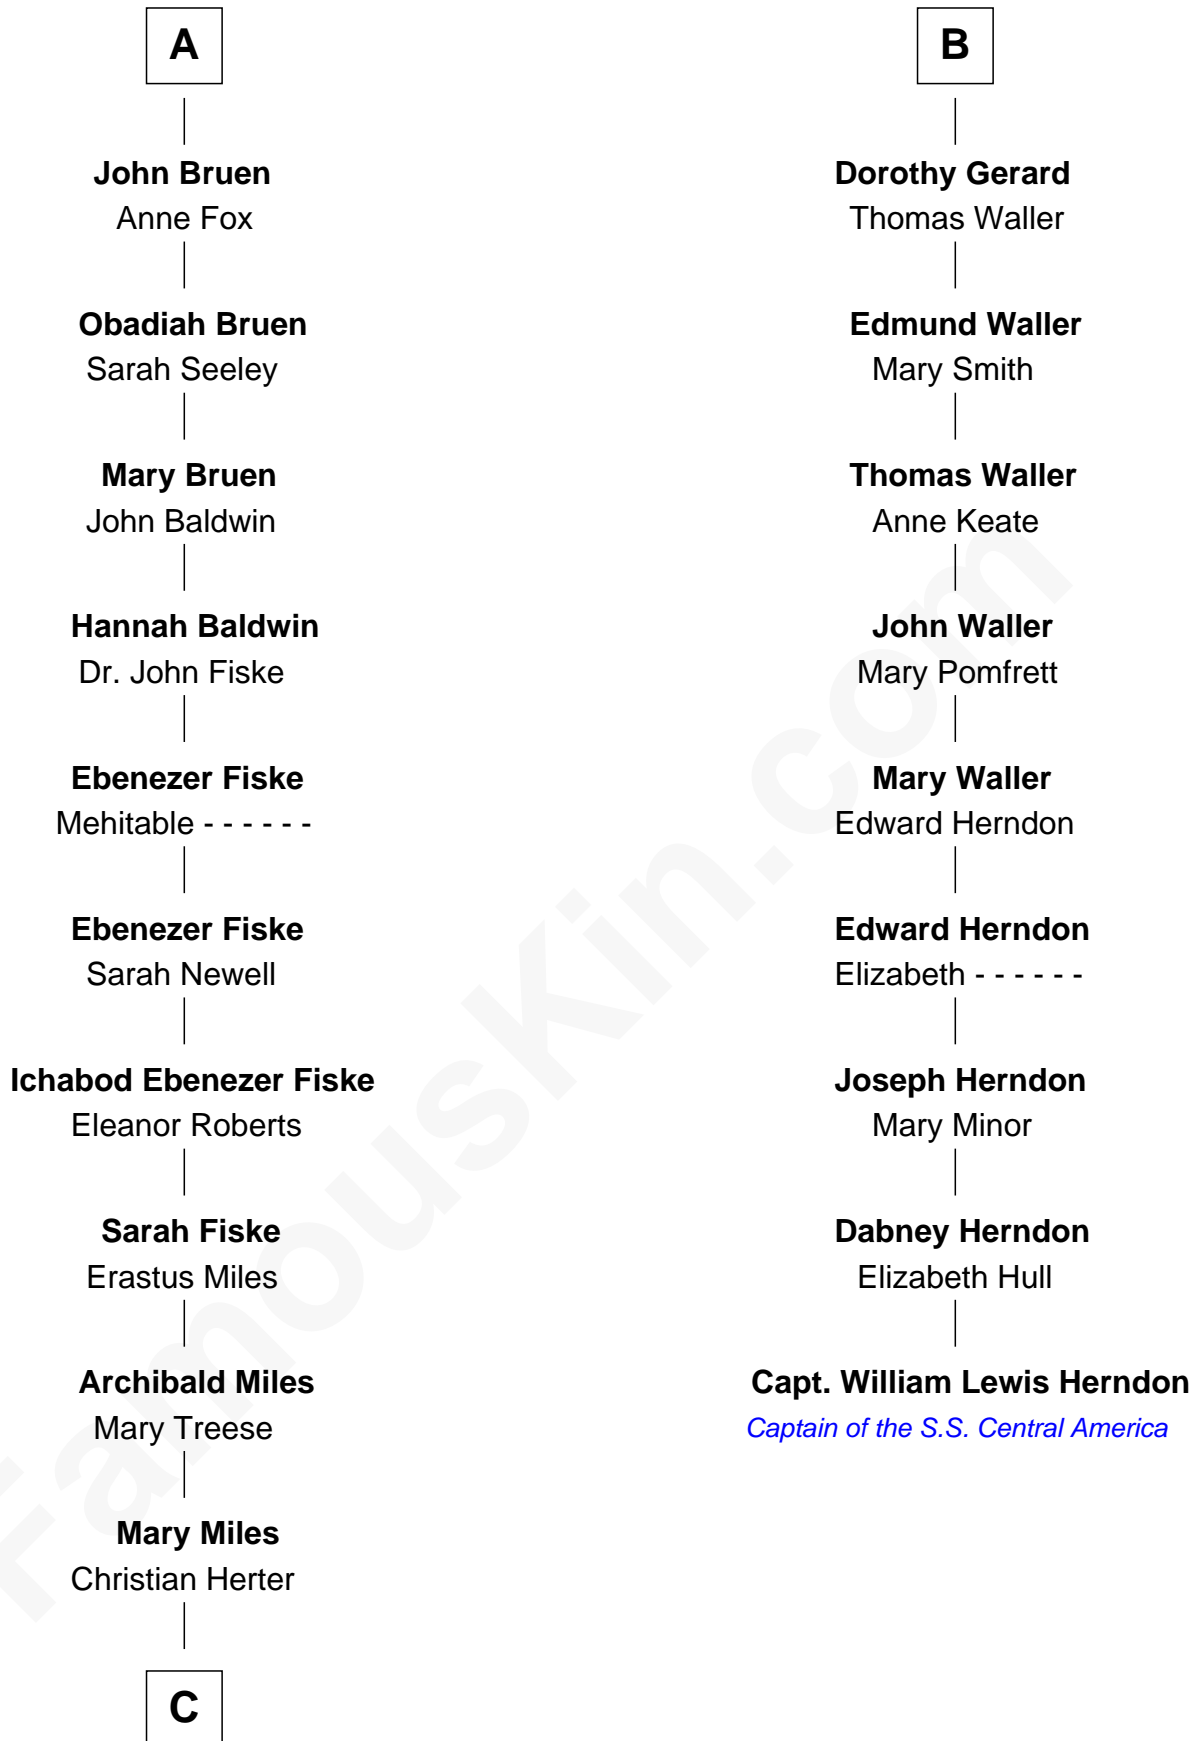 A
John Bruen
Anne Fox
Obadiah Bruen
Sarah Seeley
Mary Bruen
John Baldwin
Hannah Baldwin
Dr. John Fiske
Ebenezer Fiske
Mehitable - - - - - -
Ebenezer Fiske
Sarah Newell
Ichabod Ebenezer Fiske
Eleanor Roberts
Sarah Fiske
Erastus Miles
Archibald Miles
Mary Treese
Mary Miles
Christian Herter
C
B
Dorothy Gerard
Thomas Waller
Edmund Waller
Mary Smith
Thomas Waller
Anne Keate
John Waller
Mary Pomfrett
Mary Waller
Edward Herndon
Edward Herndon
Elizabeth - - - - - -
Joseph Herndon
Mary Minor
Dabney Herndon
Elizabeth Hull
Capt. William Lewis Herndon
Captain of the S.S. Central America
FamousKin.com